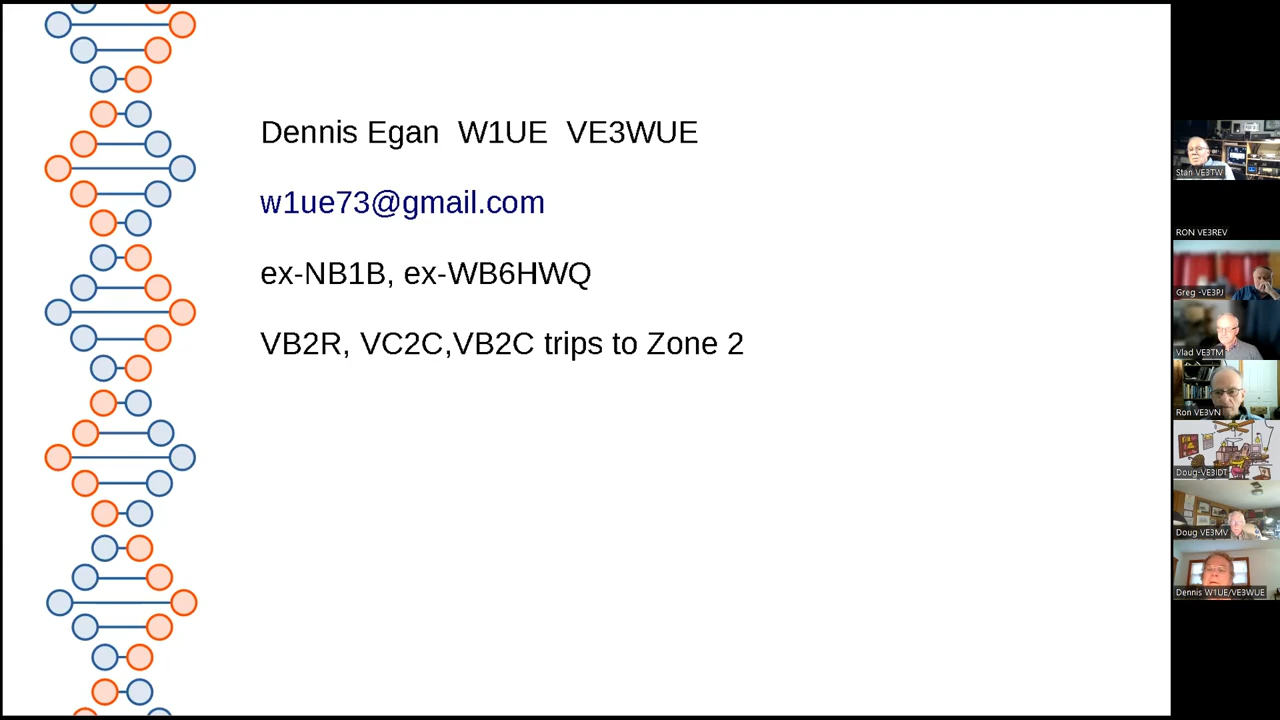 Dennis Egan W1UE VE3WUE
w1ue73@gmail.com
ex-NB1B, ex-WB6HWQ
VB2R, VC2C,VB2C trips to Zone 2
Stan VE3TW
RON VE3REV
Greg -VE3PJ
Vlad VE3TM
Ron VE3VN
Doug-VE3IDT
Doug VE3MV
Dennis W1UE/VE3WUE